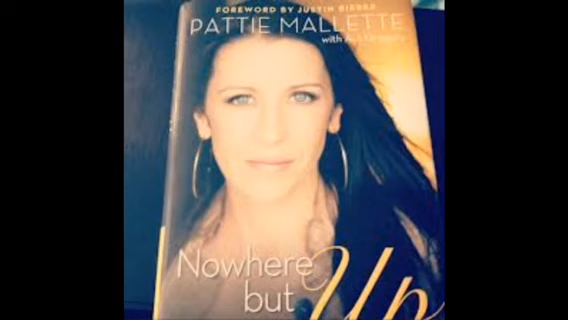 FOREWORD BY JUSTIN BIEBER
PATTIE MALLETTE
with
Nowhere
but Up